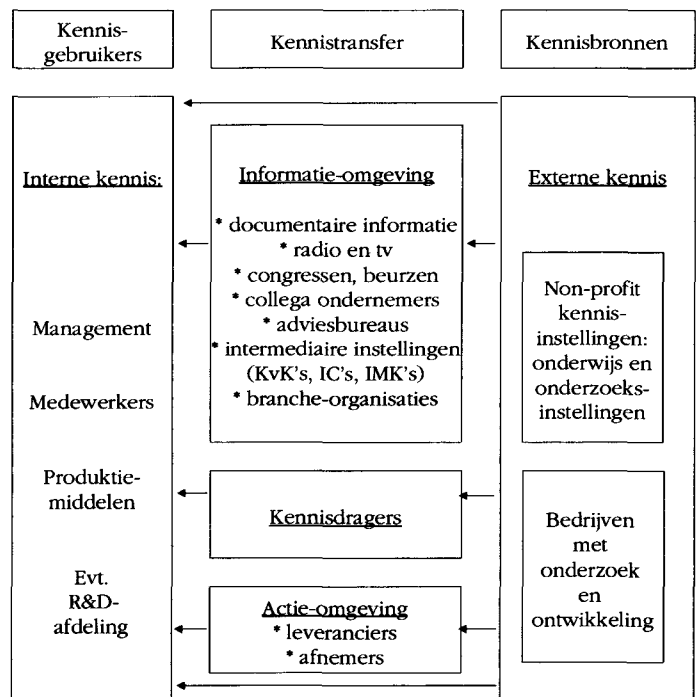 Kennis-
gebruikers
Kennistransfer
Kennisbronnen
Interne kennis:
Management
Medewerkers
Produktie-
middelen
Evt.
R&D-
afdeling
Informatie-omgeving
* documentaire informatie
* radio en tv
* congressen, beurzen
* collega ondernemers
* adviesbureaus
* intermediaire instellingen
(KvK's, IC's, IMK's)
* branche-organisaties
Kennisdragers
Actie-omgeving
* leveranciers
* afnemers
Externe kennis
Non-profit
kennis-
instellingen:
onderwijs en
onderzoeks-
instellingen
Bedrijven
met
onderzoek
en
ontwikkeling